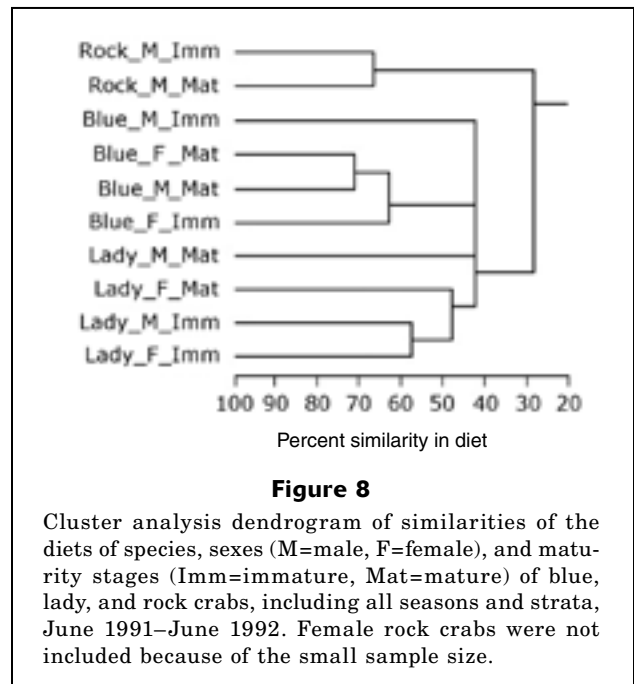 Rock_M_Imm
Rock_M_Mat
Blue_M_Imm
Blue_F_Mat
Blue_M_Mat
Blue_F_Imm
Lady_M_Mat
Lady_F_Mat
Lady_M_Imm
Lady_F_Imm
100 90 80 70 60 50 40 30 20
Percent similarity in diet
Figure 8
Cluster analysis dendrogram of similarities of the
diets of species, sexes (M=male, F=female), and matu-
rity stages (Imm=immature, Mat=mature) of blue,
lady, and rock crabs, including all seasons and strata,
June 1991–June 1992. Female rock crabs were not
included because of the small sample size.